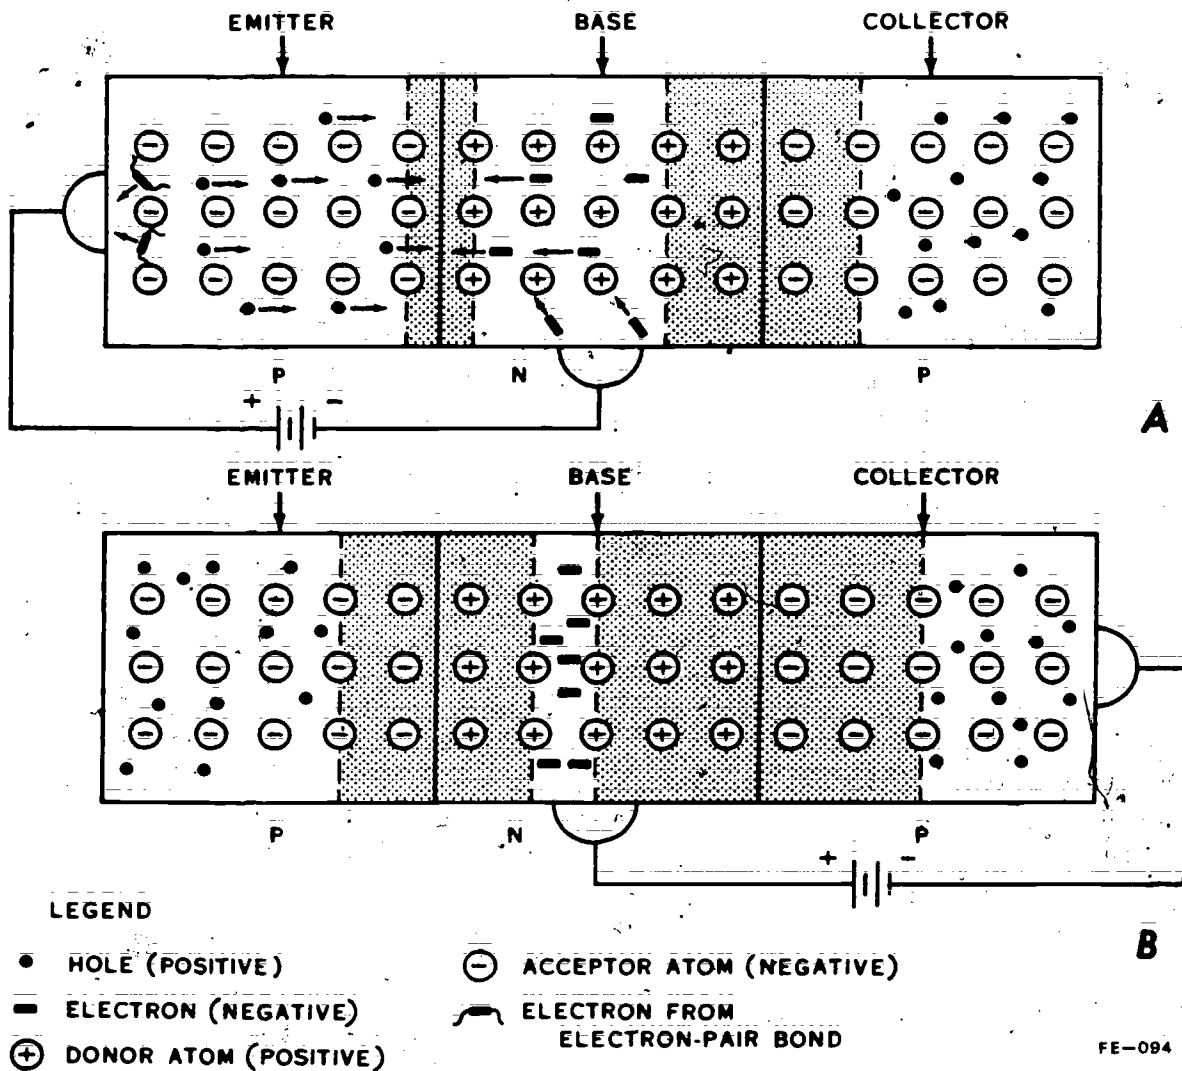 EMITTER BASE COLLECTOR
P N P
+ −
A
EMITTER BASE COLLECTOR
P N P
+ −
B
LEGEND
HOLE (POSITIVE)
ELECTRON (NEGATIVE)
+ DONOR ATOM (POSITIVE)
− ACCEPTOR ATOM (NEGATIVE)
ELECTRON FROM
ELECTRON-PAIR BOND
FE-094